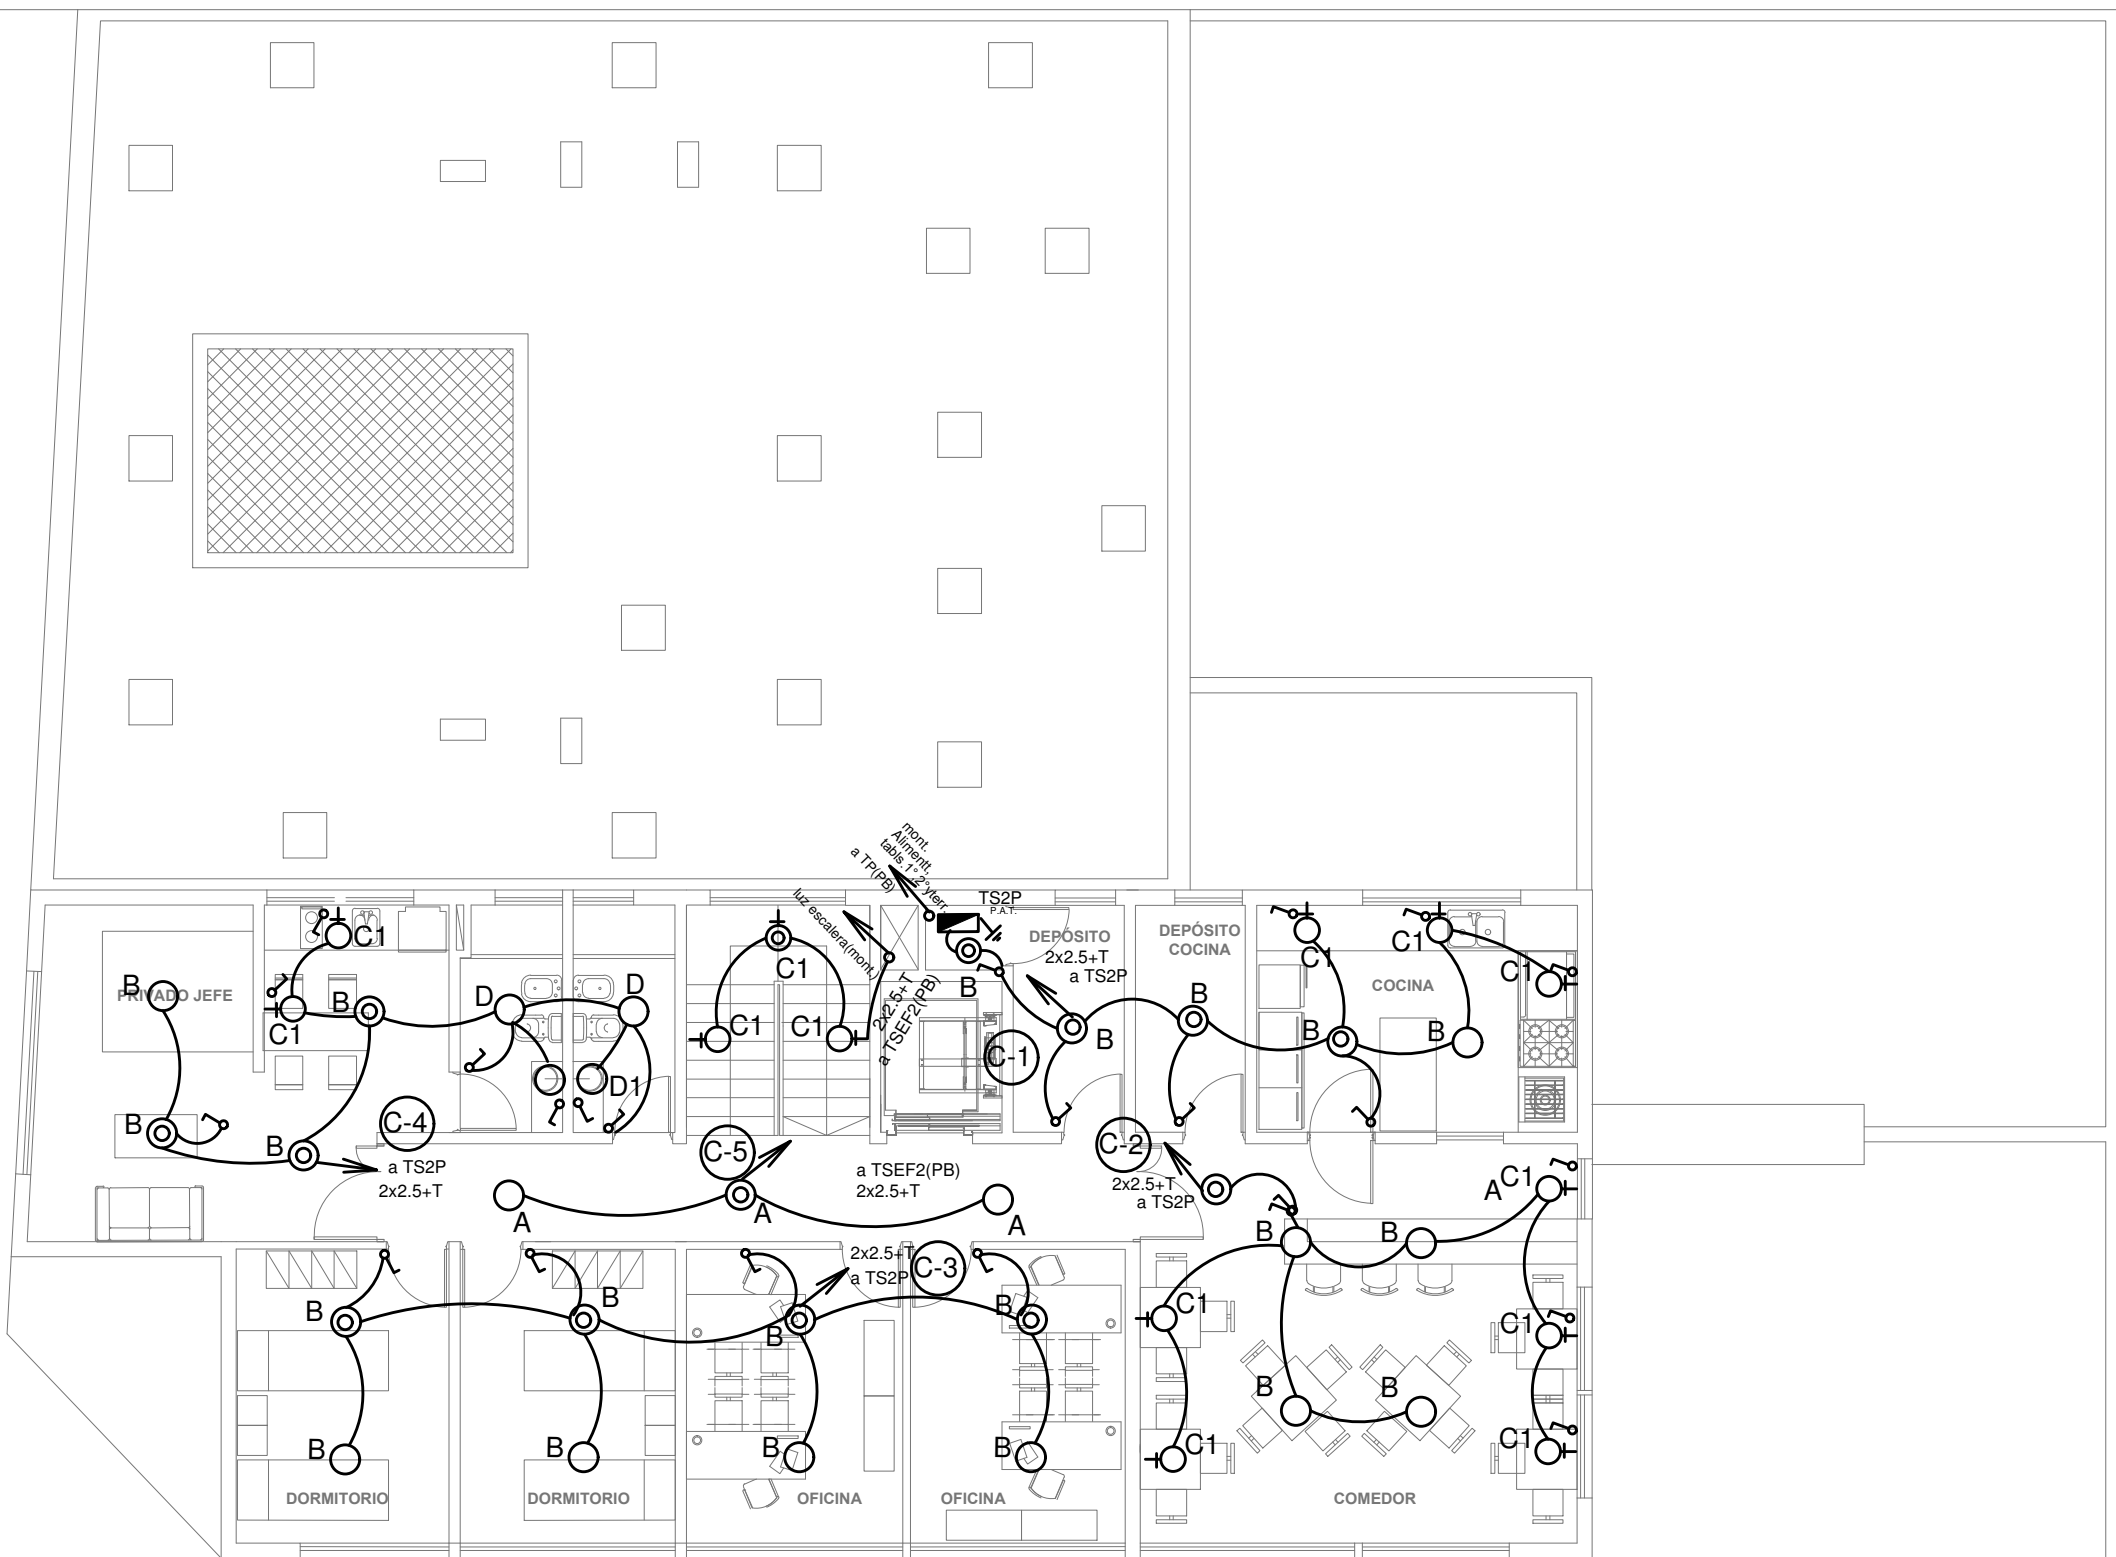 mont.
Alimentt.
tabls.1°,2°yterr.
a TP(PB)
luz escalera(mont.)
2x2.5+T
a TSEF2(PB)
TS2P
P.A.T.
DEPÓSITO
2x2.5+T
a TS2P
DEPÓSITO
COCINA
COCINA
PRIVADO JEFE
C1
C1
B
B
D
D
D1
C1
C1
C1
B
B
B
C1
C1
C1
B
B
C-1
B
B
C-4
a TS2P
2x2.5+T
C-5
a TSEF2(PB)
2x2.5+T
C-2
2x2.5+T
a TS2P
A
A
A
A
C1
B
B
2x2.5+T
a TS2P
C-3
B
B
B
B
C1
C1
B
B
B
B
B
B
C1
C1
DORMITORIO
DORMITORIO
OFICINA
OFICINA
COMEDOR